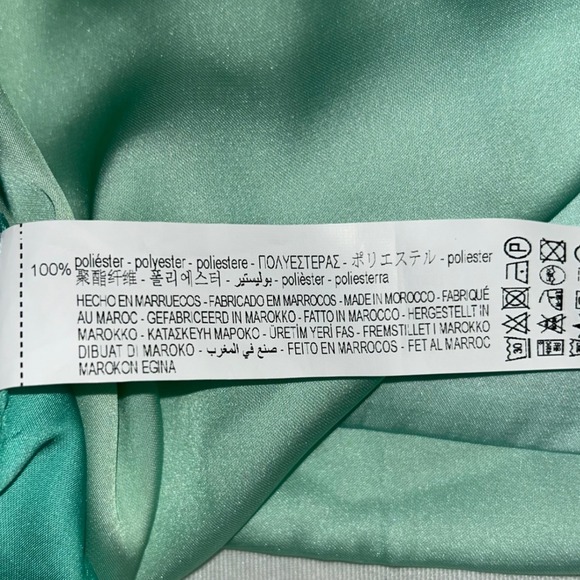 100% poliéster - polyester - poliestere - ΠΟΛΥΕΣΤΕΡΑΣ - ポリエステル - poliester
聚酯纤维 - 폴리에스터 - بوليستير - polièster - poliesterra
HECHO EN MARRUECOS - FABRICADO EM MARROCOS - MADE IN MOROCCO - FABRIQUÉ
AU MAROC - GEFABRICEERD IN MAROKKO - FATTO IN MAROCCO - HERGESTELLT IN
MAROKKO - ΚΑΤΑΣΚΕΥΗ ΜΑΡΟΚΟ - ÜRETİM YERİ FAS - FREMSTILLET I MAROKKO
DIBUAT DI MAROKO - صنع في المغرب - FEITO EN MARROCOS - FET AL MARROC
MAROKON EGINA